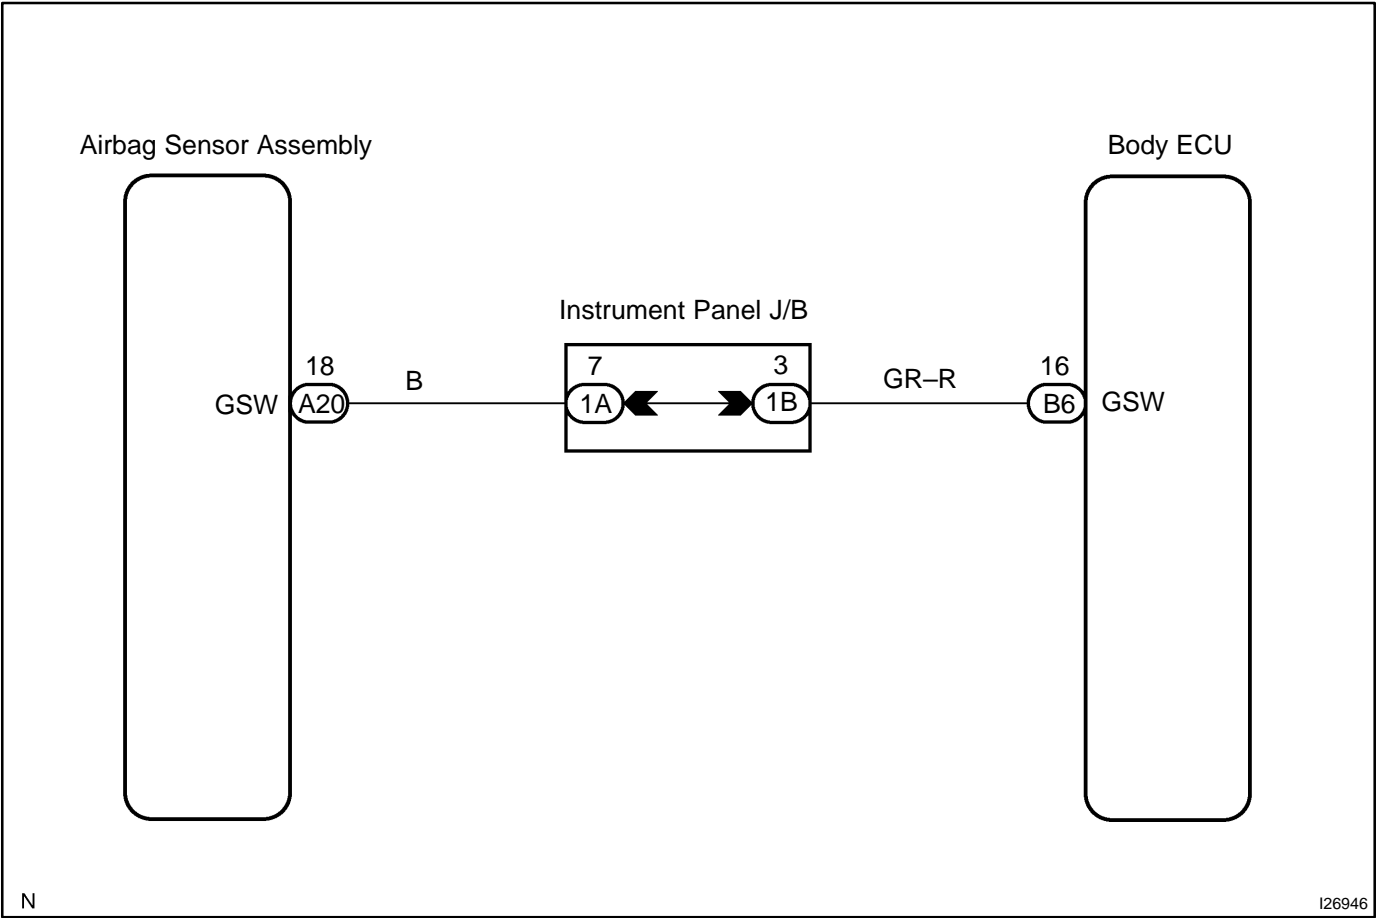 Airbag Sensor Assembly
Body ECU
Instrument Panel J/B
18
7
3
16
B
GR–R
GSW
A20
1A
1B
B6
GSW
N
I26946